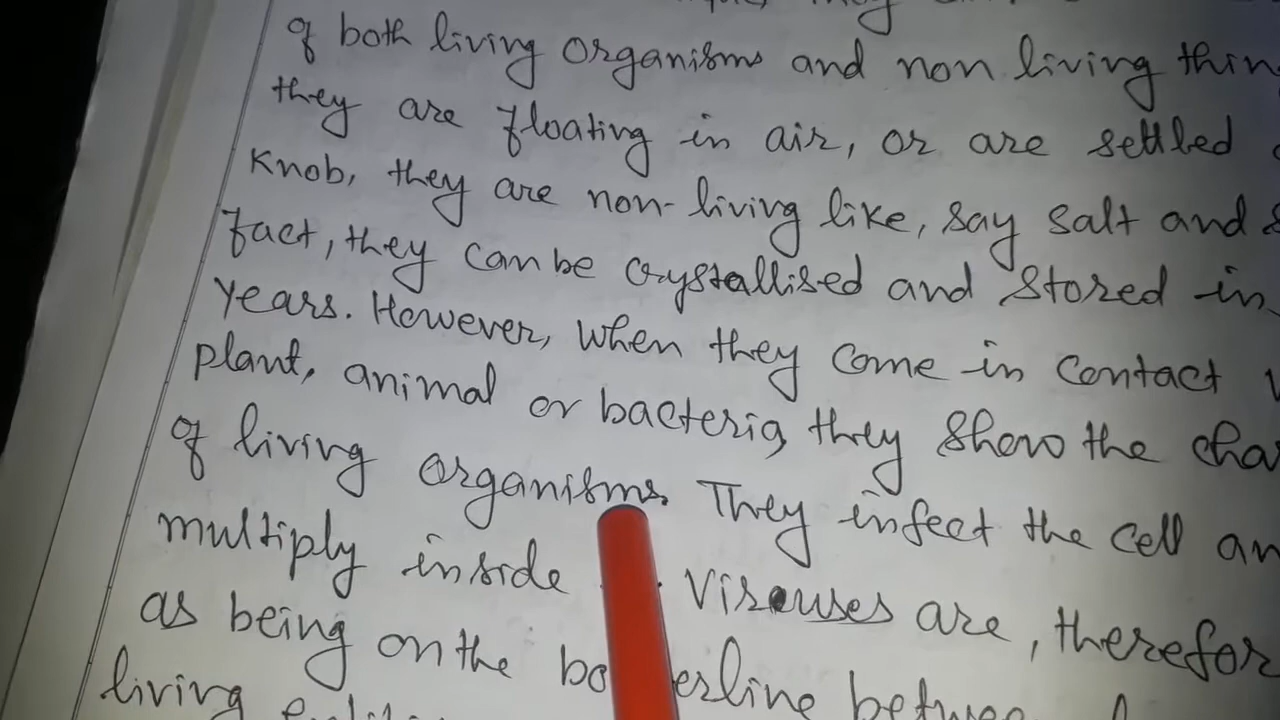 of both living organisms and non living thin
they are floating in air, or are settled
Knob, they are non-living like, say salt and
fact, they can be crystallised and stored in
years. However, when they come in contact
plant, animal or bacteria, they show the cha
of living organisms. They infect the cell an
multiply inside Viruses are, therefor
as being on the bo erline between
living